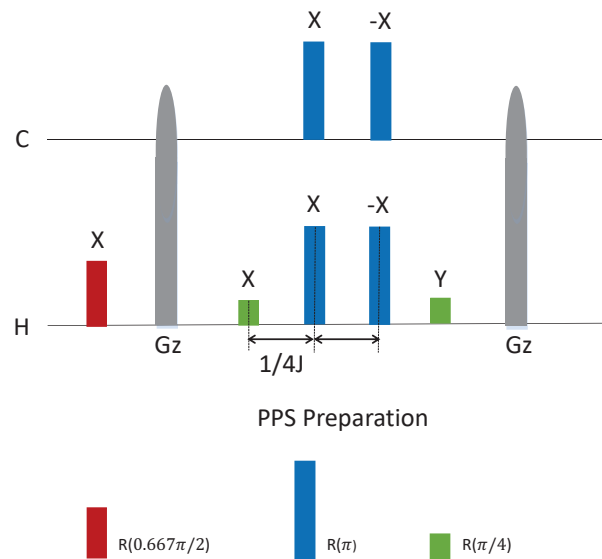 X -X
C
X X -X
X Y
H
Gz Gz
1/4J
PPS Preparation
R(0.667π/2) R(π) R(π/4)